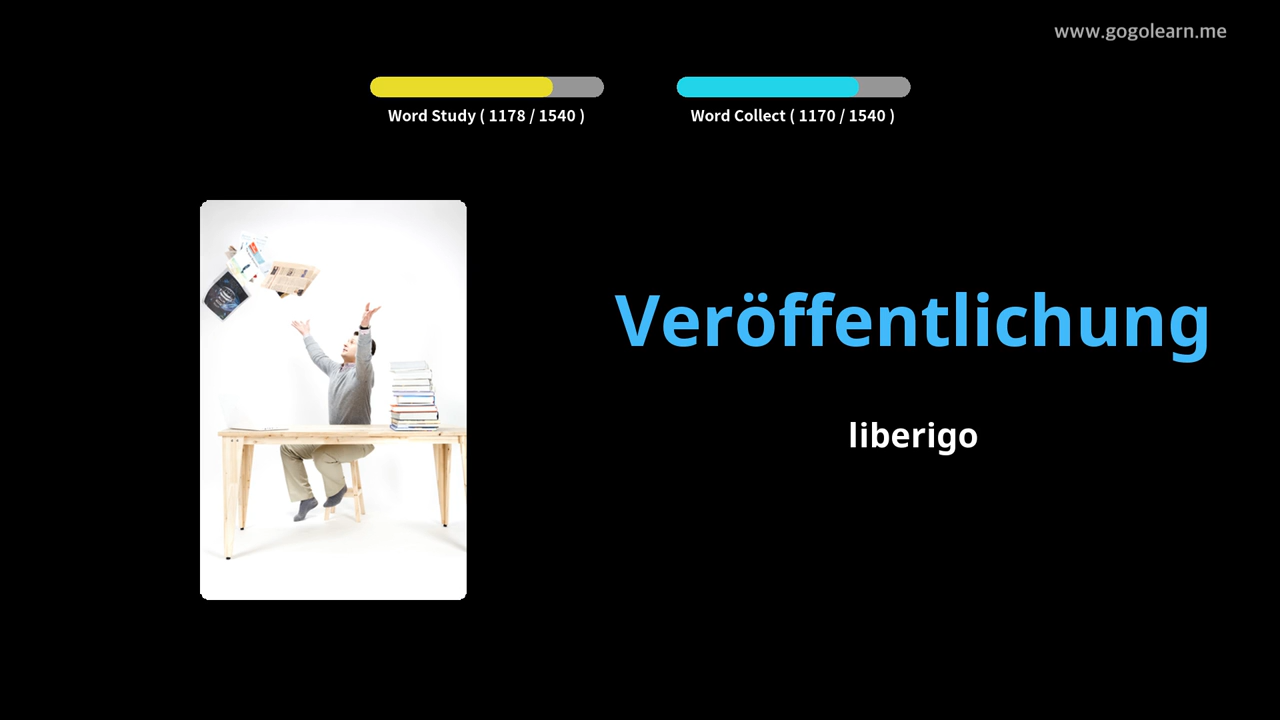 www.gogolearn.me
Word Study ( 1178 / 1540 )
Word Collect ( 1170 / 1540 )
Veröffentlichung
liberigo